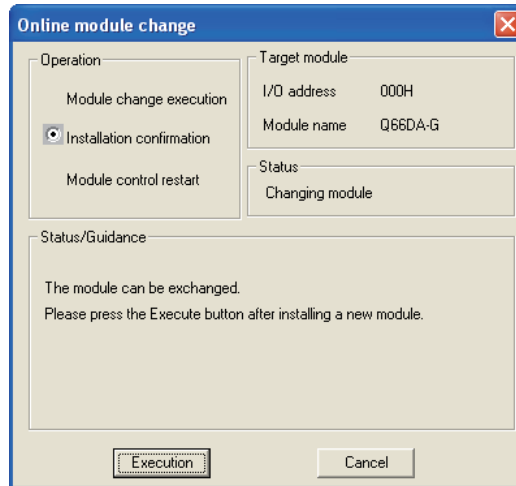 Online module change
Operation
Module change execution
Installation confirmation
Module control restart
Target module
I/O address 000H
Module name Q66DA-G
Status
Changing module
Status/Guidance
The module can be exchanged.
Please press the Execute button after installing a new module.
Execution Cancel